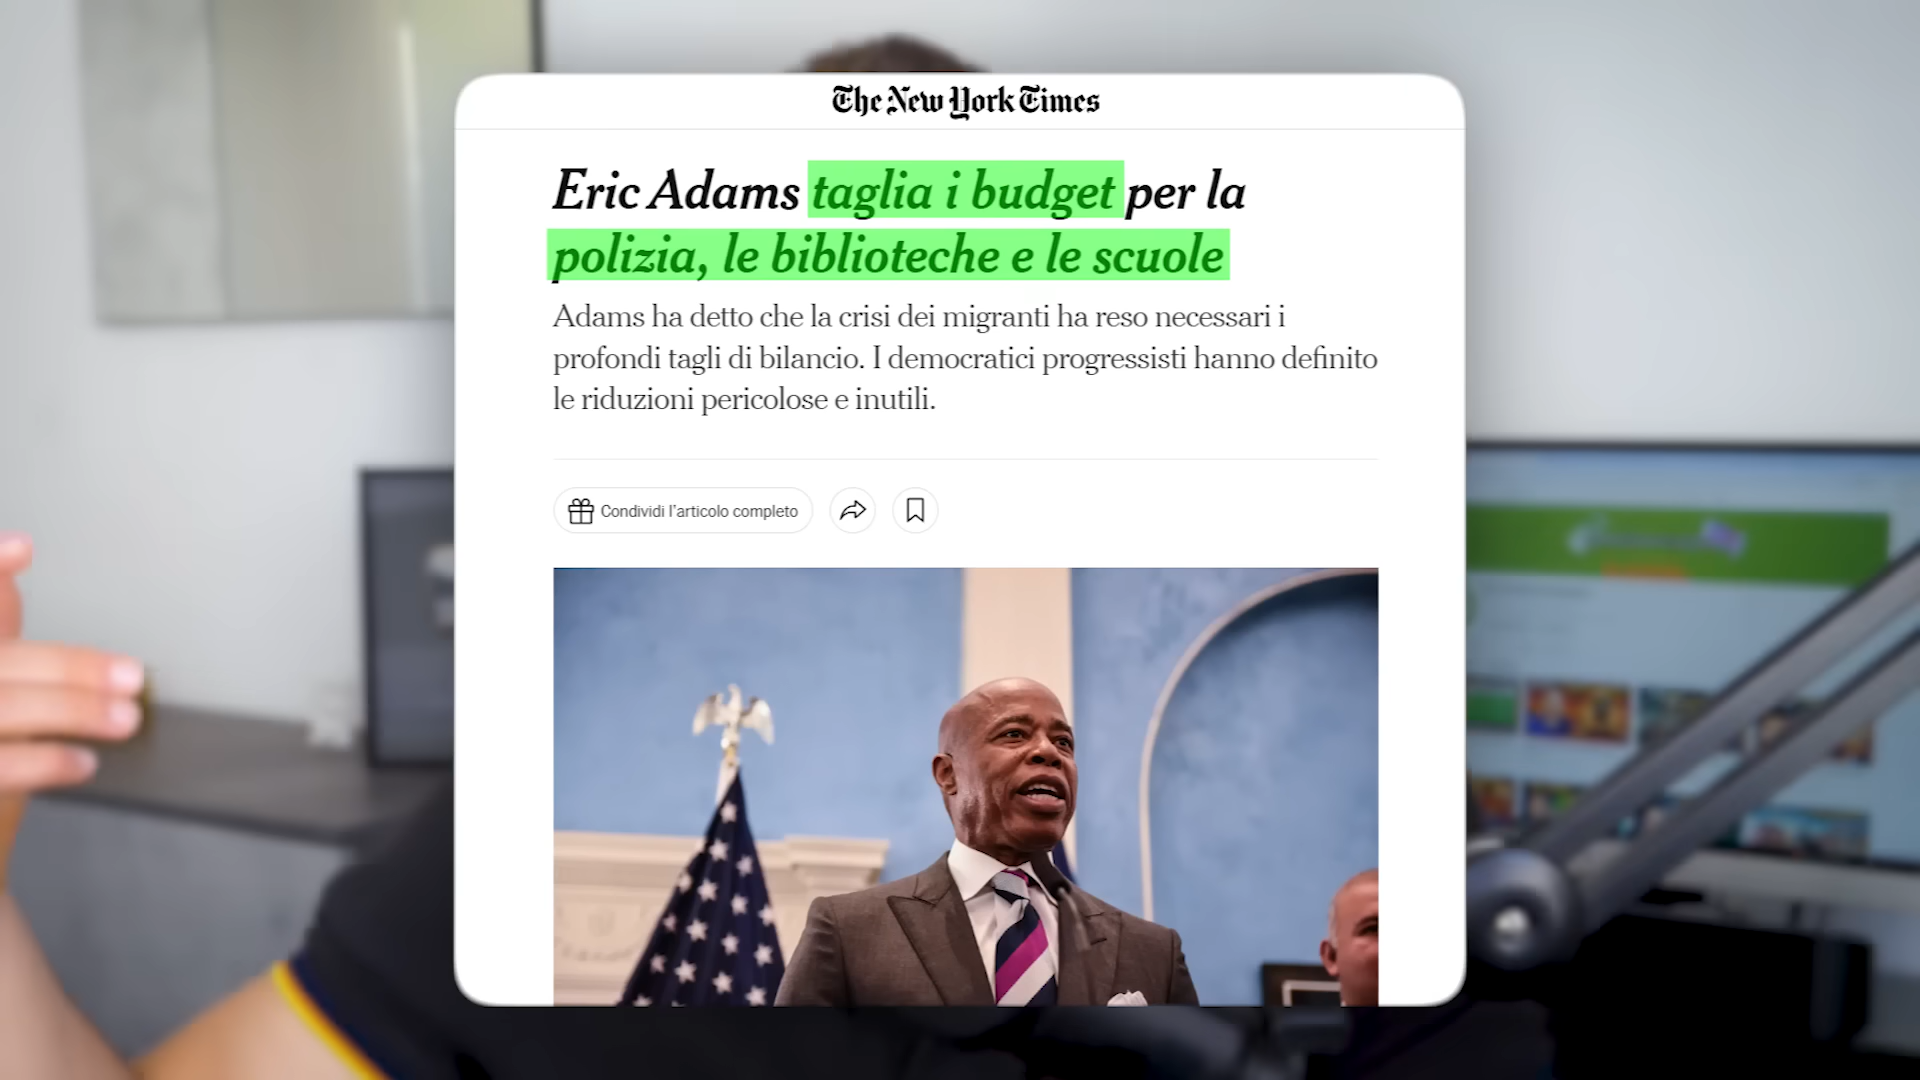 The New York Times
Eric Adams taglia i budget per la
polizia, le biblioteche e le scuole
Adams ha detto che la crisi dei migranti ha reso necessari i
profondi tagli di bilancio. I democratici progressisti hanno definito
le riduzioni pericolose e inutili.
Condividi l'articolo completo